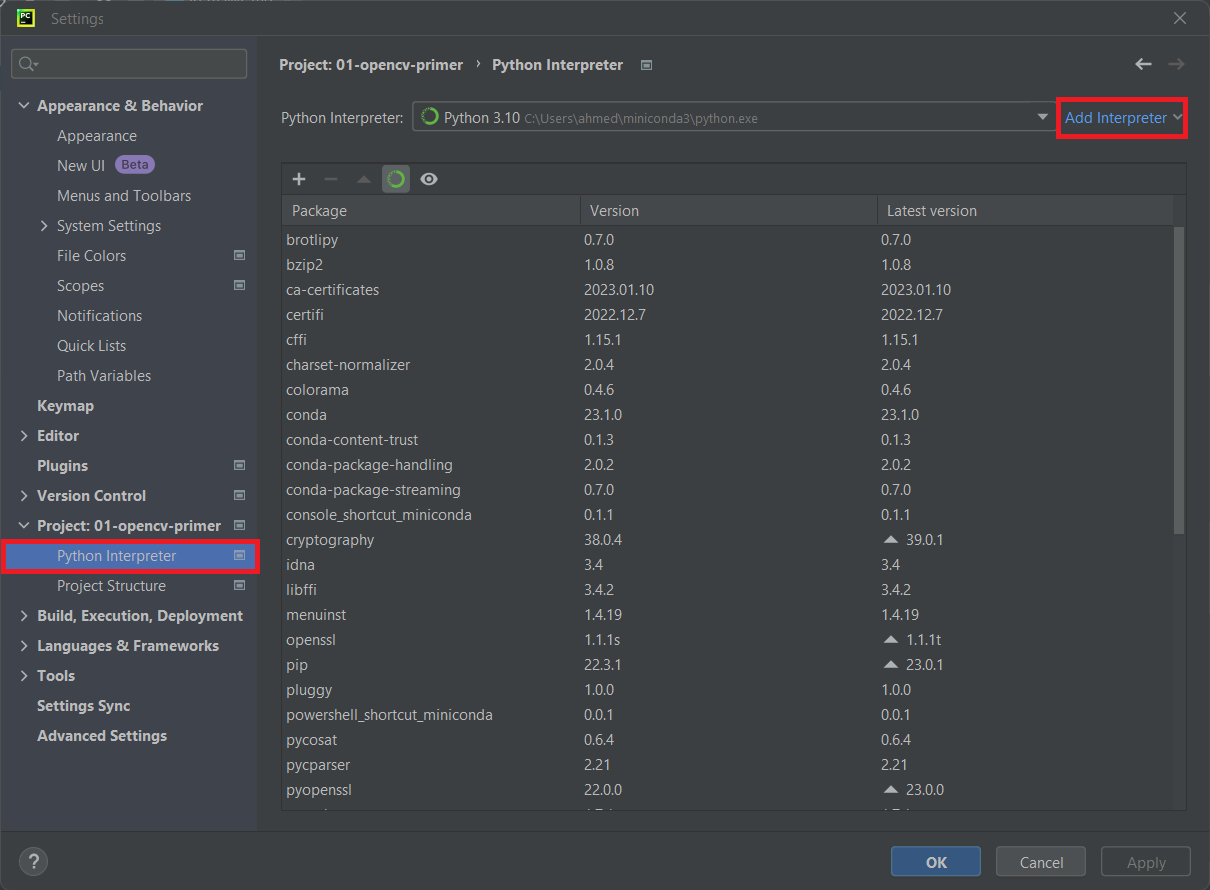 PC
Settings
Appearance & Behavior
Appearance
New UI Beta
Menus and Toolbars
System Settings
File Colors
Scopes
Notifications
Quick Lists
Path Variables
Keymap
Editor
Plugins
Version Control
Project: 01-opencv-primer
Python Interpreter
Project Structure
Build, Execution, Deployment
Languages & Frameworks
Tools
Settings Sync
Advanced Settings
Project: 01-opencv-primer › Python Interpreter
Python Interpreter: Python 3.10 C:\Users\ahmed\miniconda3\python.exe Add Interpreter
Package Version Latest version
brotlipy 0.7.0 0.7.0
bzip2 1.0.8 1.0.8
ca-certificates 2023.01.10 2023.01.10
certifi 2022.12.7 2022.12.7
cffi 1.15.1 1.15.1
charset-normalizer 2.0.4 2.0.4
colorama 0.4.6 0.4.6
conda 23.1.0 23.1.0
conda-content-trust 0.1.3 0.1.3
conda-package-handling 2.0.2 2.0.2
conda-package-streaming 0.7.0 0.7.0
console_shortcut_miniconda 0.1.1 0.1.1
cryptography 38.0.4 39.0.1
idna 3.4 3.4
libffi 3.4.2 3.4.2
menuinst 1.4.19 1.4.19
openssl 1.1.1s 1.1.1t
pip 22.3.1 23.0.1
pluggy 1.0.0 1.0.0
powershell_shortcut_miniconda 0.0.1 0.0.1
pycosat 0.6.4 0.6.4
pycparser 2.21 2.21
pyopenssl 22.0.0 23.0.0
? OK Cancel Apply